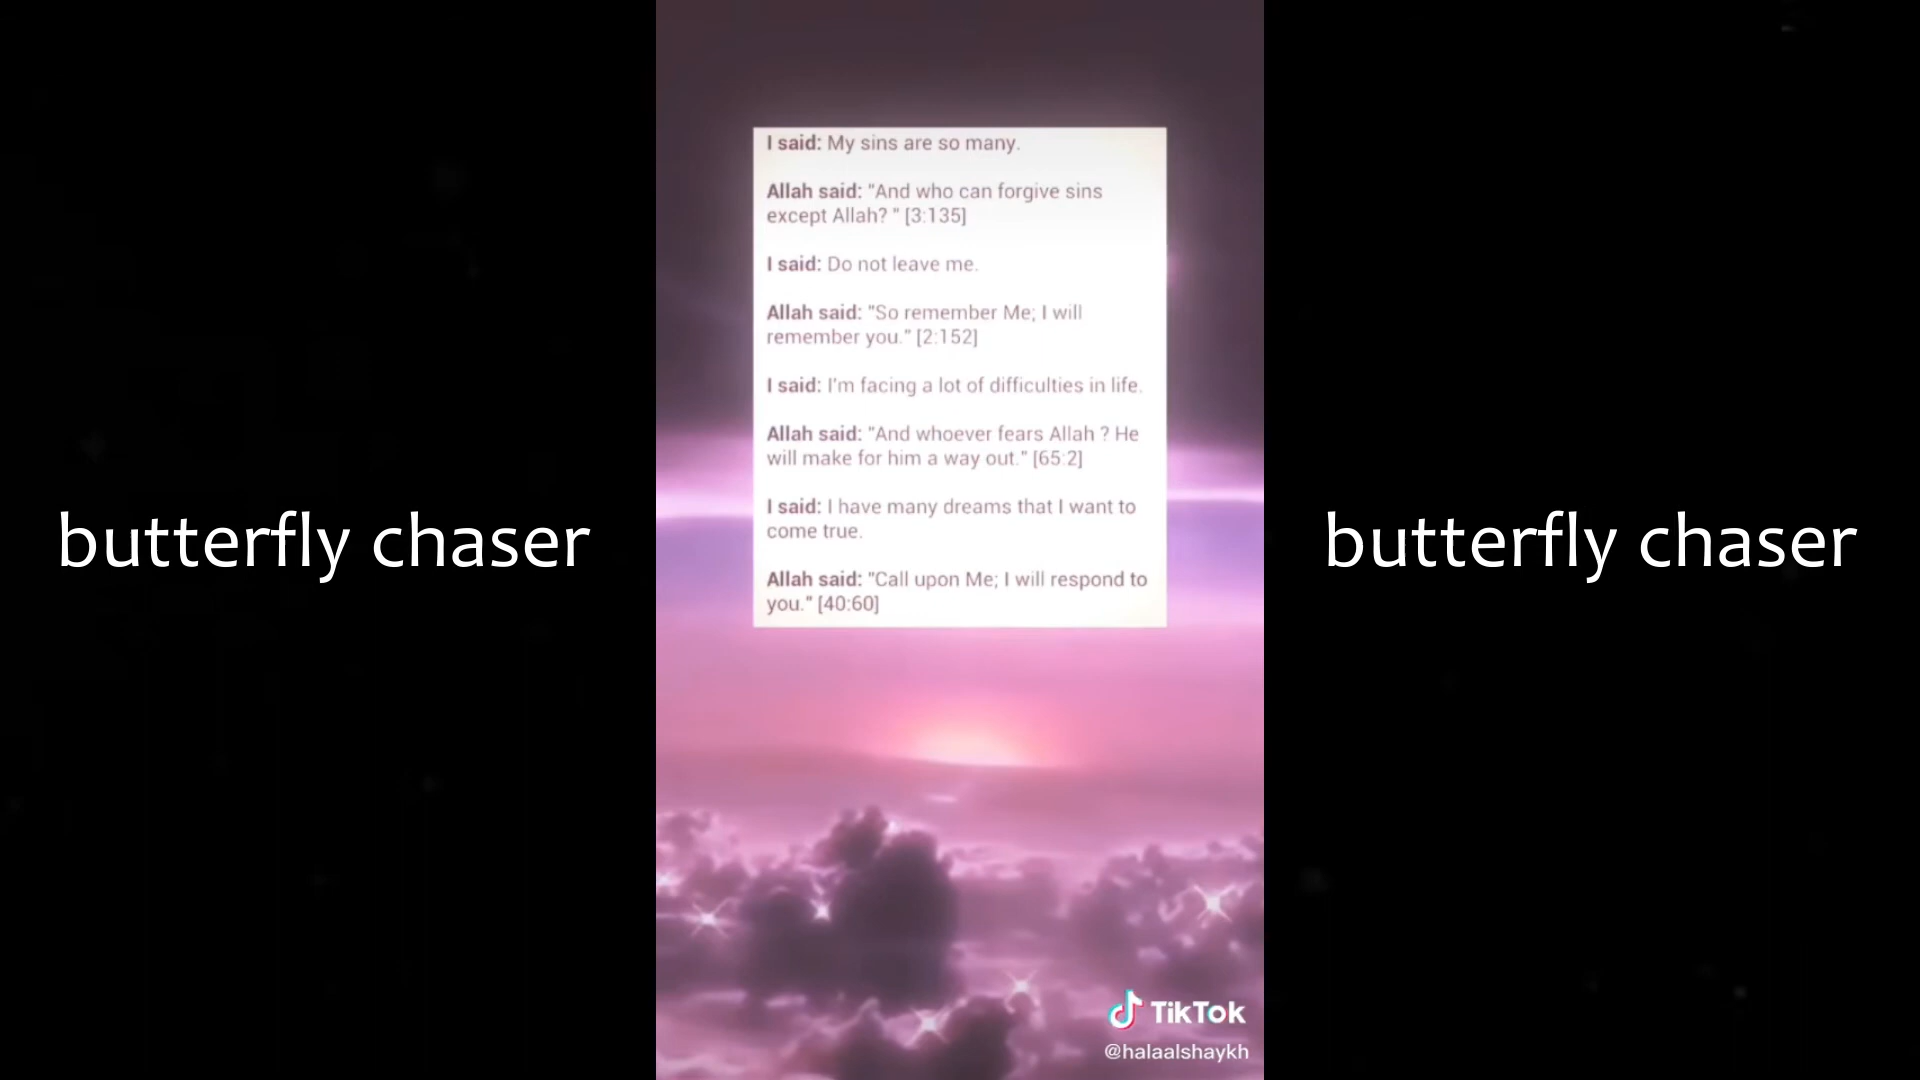 I said: My sins are so many.
Allah said: "And who can forgive sins
except Allah? " [3:135]
I said: Do not leave me.
Allah said: "So remember Me; I will
remember you." [2:152]
I said: I'm facing a lot of difficulties in life.
Allah said: "And whoever fears Allah ? He
will make for him a way out." [65:2]
I said: I have many dreams that I want to
come true.
Allah said: "Call upon Me; I will respond to
you." [40:60]
butterfly chaser
butterfly chaser
TikTok
@halaalshaykh